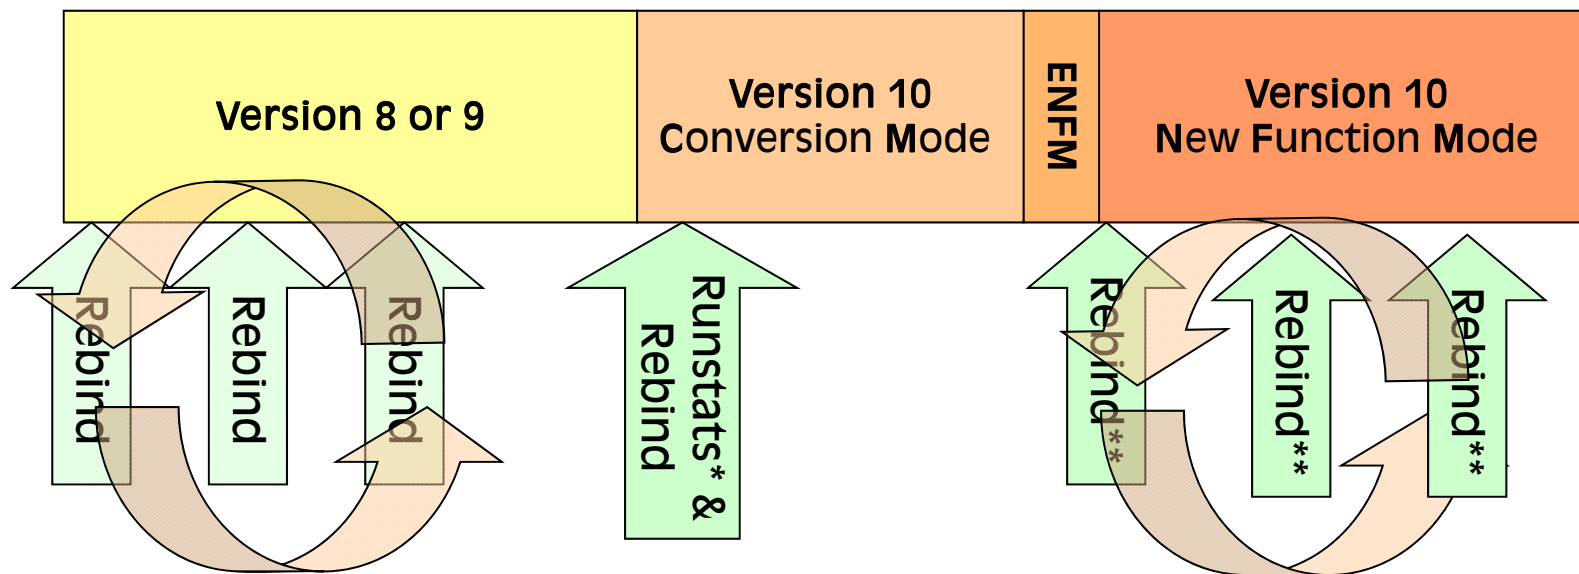 Version 8 or 9
Version 10
Conversion Mode
ENFM
Version 10
New Function Mode
Rebind
Rebind
Rebind
Runstats* &
Rebind
Rebind**
Rebind**
Rebind**